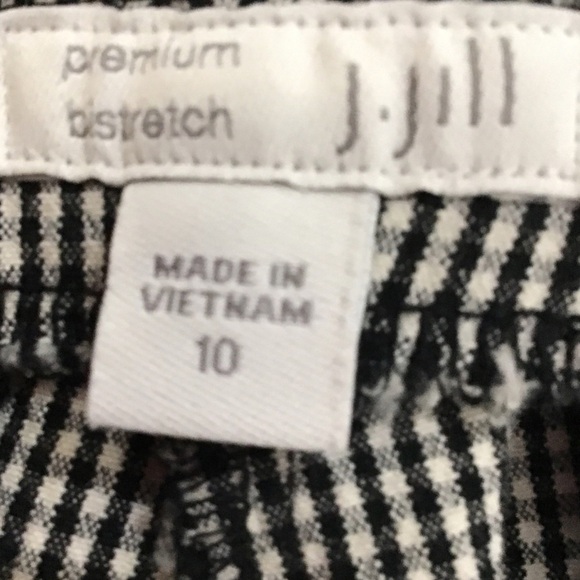 premium
bistretch
J.Jill
MADE IN
VIETNAM
10